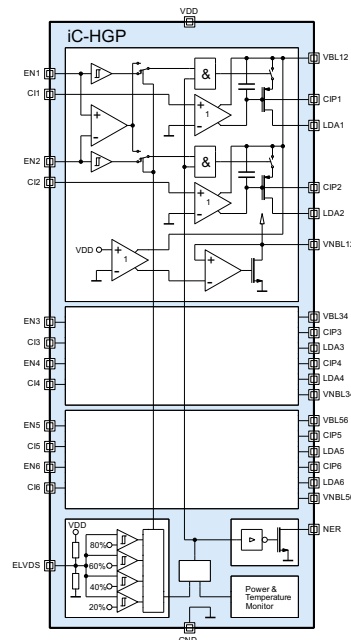 VDD
iC-HGP
EN1
CI1
EN2
CI2
&
1
&
1
VDD
1
VBL12
CIP1
LDA1
CIP2
LDA2
VNBL12
EN3
CI3
EN4
CI4
VBL34
CIP3
LDA3
CIP4
LDA4
VNBL34
EN5
CI5
EN6
CI6
VBL56
CIP5
LDA5
CIP6
LDA6
VNBL56
ELVDS
VDD
80%
60%
40%
20%
NER
Power &
Temperature
Monitor
GND